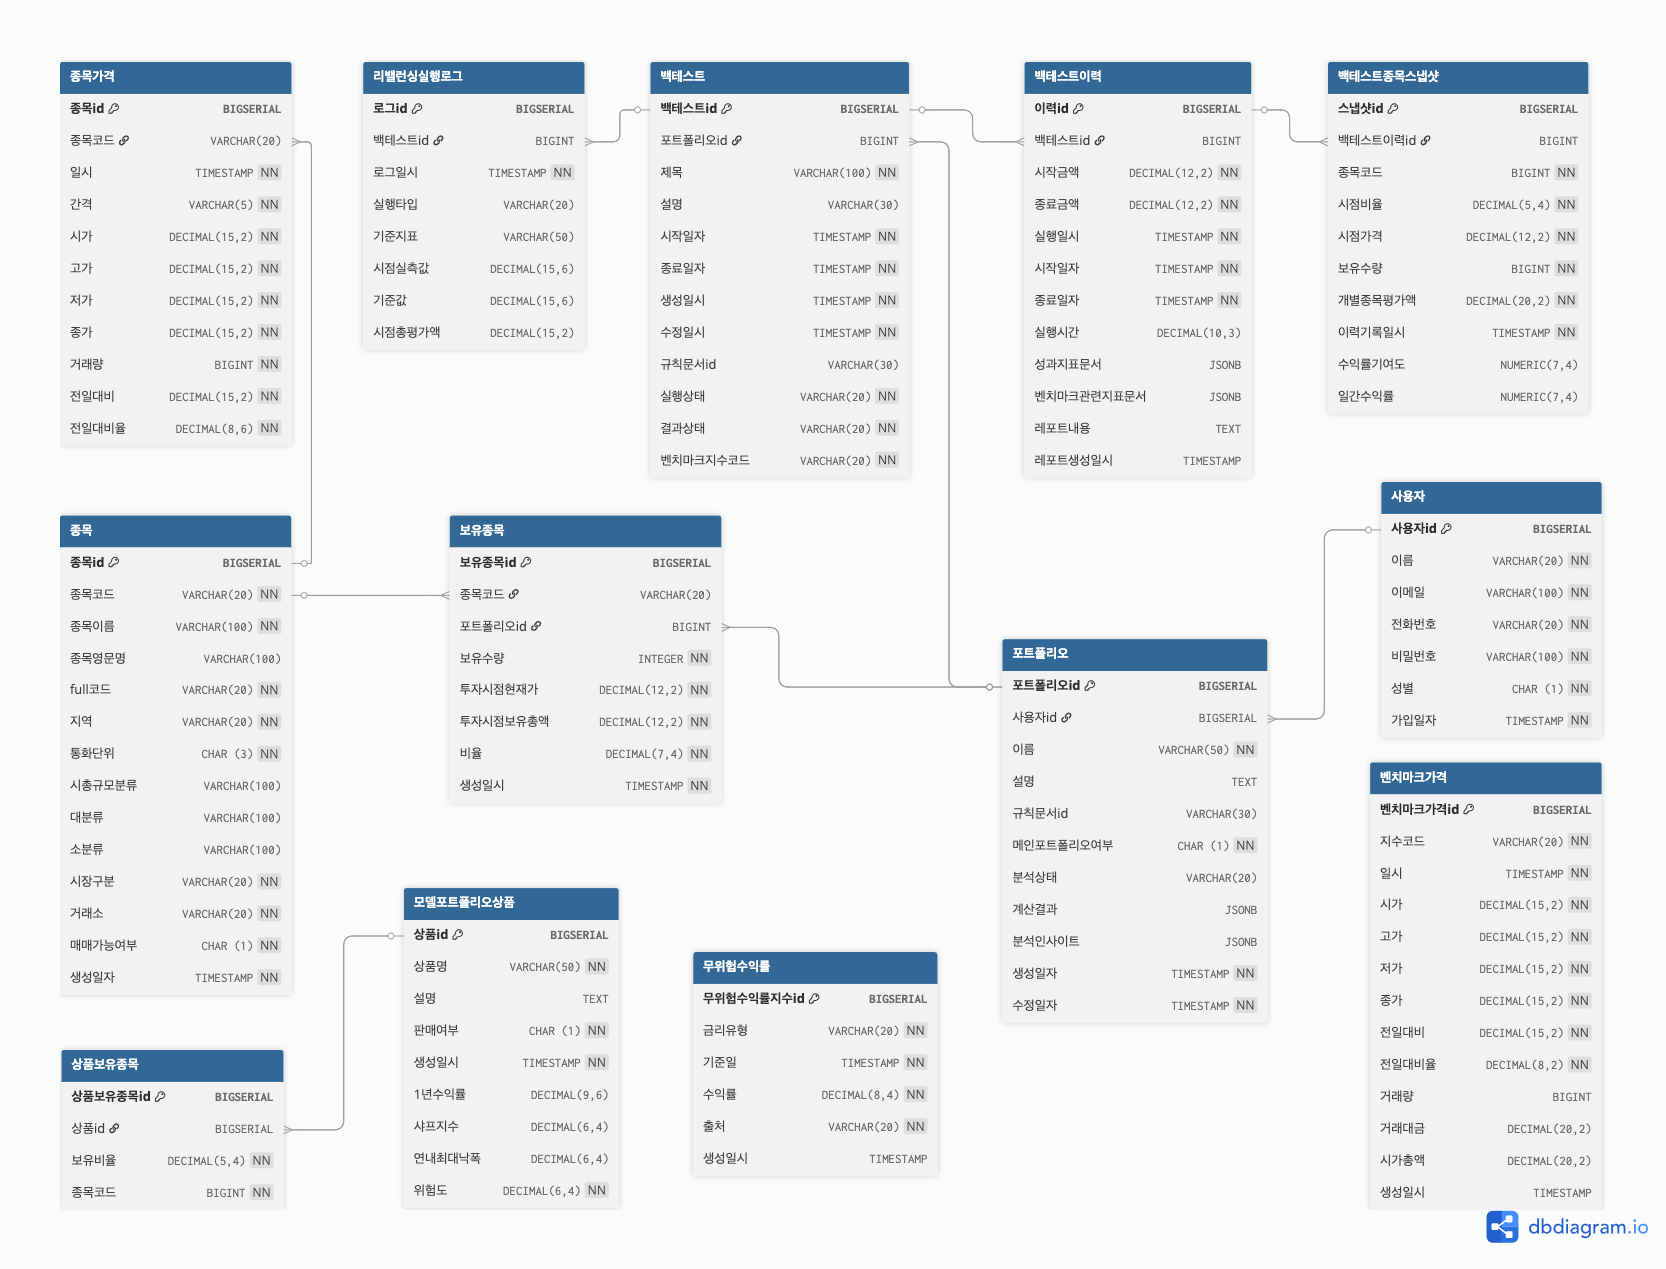 종목가격
종목id BIGSERIAL
종목코드 VARCHAR(20)
일시 TIMESTAMP NN
간격 VARCHAR(5) NN
시가 DECIMAL(15,2) NN
고가 DECIMAL(15,2) NN
저가 DECIMAL(15,2) NN
종가 DECIMAL(15,2) NN
거래량 BIGINT NN
전일대비 DECIMAL(15,2) NN
전일대비율 DECIMAL(8,6) NN
리밸런싱실행로그
로그id BIGSERIAL
백테스트id BIGINT
로그일시 TIMESTAMP NN
실행타입 VARCHAR(20)
기준지표 VARCHAR(50)
시점실측값 DECIMAL(15,6)
기준값 DECIMAL(15,6)
시점총평가액 DECIMAL(15,2)
백테스트
백테스트id BIGSERIAL
포트폴리오id BIGINT
제목 VARCHAR(100) NN
설명 VARCHAR(30)
시작일자 TIMESTAMP NN
종료일자 TIMESTAMP NN
생성일시 TIMESTAMP NN
수정일시 TIMESTAMP NN
규칙문서id VARCHAR(30)
실행상태 VARCHAR(20) NN
결과상태 VARCHAR(20) NN
벤치마크지수코드 VARCHAR(20) NN
백테스트이력
이력id BIGSERIAL
백테스트id BIGINT
시작금액 DECIMAL(12,2) NN
종료금액 DECIMAL(12,2) NN
실행일시 TIMESTAMP NN
시작일자 TIMESTAMP NN
종료일자 TIMESTAMP NN
실행시간 DECIMAL(10,3)
성과지표문서 JSONB
벤치마크관련지표문서 JSONB
레포트내용 TEXT
레포트생성일시 TIMESTAMP
백테스트종목스냅샷
스냅샷id BIGSERIAL
백테스트이력id BIGINT
종목코드 BIGINT NN
시점비율 DECIMAL(5,4) NN
시점가격 DECIMAL(12,2) NN
보유수량 BIGINT NN
개별종목평가액 DECIMAL(20,2) NN
이력기록일시 TIMESTAMP NN
수익률기여도 NUMERIC(7,4)
일간수익률 NUMERIC(7,4)
종목
종목id BIGSERIAL
종목코드 VARCHAR(20) NN
종목이름 VARCHAR(100) NN
종목영문명 VARCHAR(100)
full코드 VARCHAR(20) NN
지역 VARCHAR(20) NN
통화단위 CHAR (3) NN
시총규모분류 VARCHAR(100)
대분류 VARCHAR(100)
소분류 VARCHAR(100)
시장구분 VARCHAR(20) NN
거래소 VARCHAR(20) NN
매매가능여부 CHAR (1) NN
생성일자 TIMESTAMP NN
보유종목
보유종목id BIGSERIAL
종목코드 VARCHAR(20)
포트폴리오id BIGINT
보유수량 INTEGER NN
투자시점현재가 DECIMAL(12,2) NN
투자시점보유총액 DECIMAL(12,2) NN
비율 DECIMAL(7,4) NN
생성일시 TIMESTAMP NN
사용자
사용자id BIGSERIAL
이름 VARCHAR(20) NN
이메일 VARCHAR(100) NN
전화번호 VARCHAR(20) NN
비밀번호 VARCHAR(100) NN
성별 CHAR (1) NN
가입일자 TIMESTAMP NN
포트폴리오
포트폴리오id BIGSERIAL
사용자id BIGSERIAL
이름 VARCHAR(50) NN
설명 TEXT
규칙문서id VARCHAR(30)
메인포트폴리오여부 CHAR (1) NN
분석상태 VARCHAR(20)
계산결과 JSONB
분석인사이트 JSONB
생성일자 TIMESTAMP NN
수정일자 TIMESTAMP NN
벤치마크가격
벤치마크가격id BIGSERIAL
지수코드 VARCHAR(20) NN
일시 TIMESTAMP NN
시가 DECIMAL(15,2) NN
고가 DECIMAL(15,2) NN
저가 DECIMAL(15,2) NN
종가 DECIMAL(15,2) NN
전일대비 DECIMAL(15,2) NN
전일대비율 DECIMAL(8,2) NN
거래량 BIGINT
거래대금 DECIMAL(20,2)
시가총액 DECIMAL(20,2)
생성일시 TIMESTAMP
모델포트폴리오상품
상품id BIGSERIAL
상품명 VARCHAR(50) NN
설명 TEXT
판매여부 CHAR (1) NN
생성일시 TIMESTAMP NN
1년수익률 DECIMAL(9,6)
샤프지수 DECIMAL(6,4)
연내최대낙폭 DECIMAL(6,4)
위험도 DECIMAL(6,4) NN
무위험수익률
무위험수익률지수id BIGSERIAL
금리유형 VARCHAR(20) NN
기준일 TIMESTAMP NN
수익률 DECIMAL(8,4) NN
출처 VARCHAR(20) NN
생성일시 TIMESTAMP
상품보유종목
상품보유종목id BIGSERIAL
상품id BIGSERIAL
보유비율 DECIMAL(5,4) NN
종목코드 BIGINT NN
dbdiagram.io